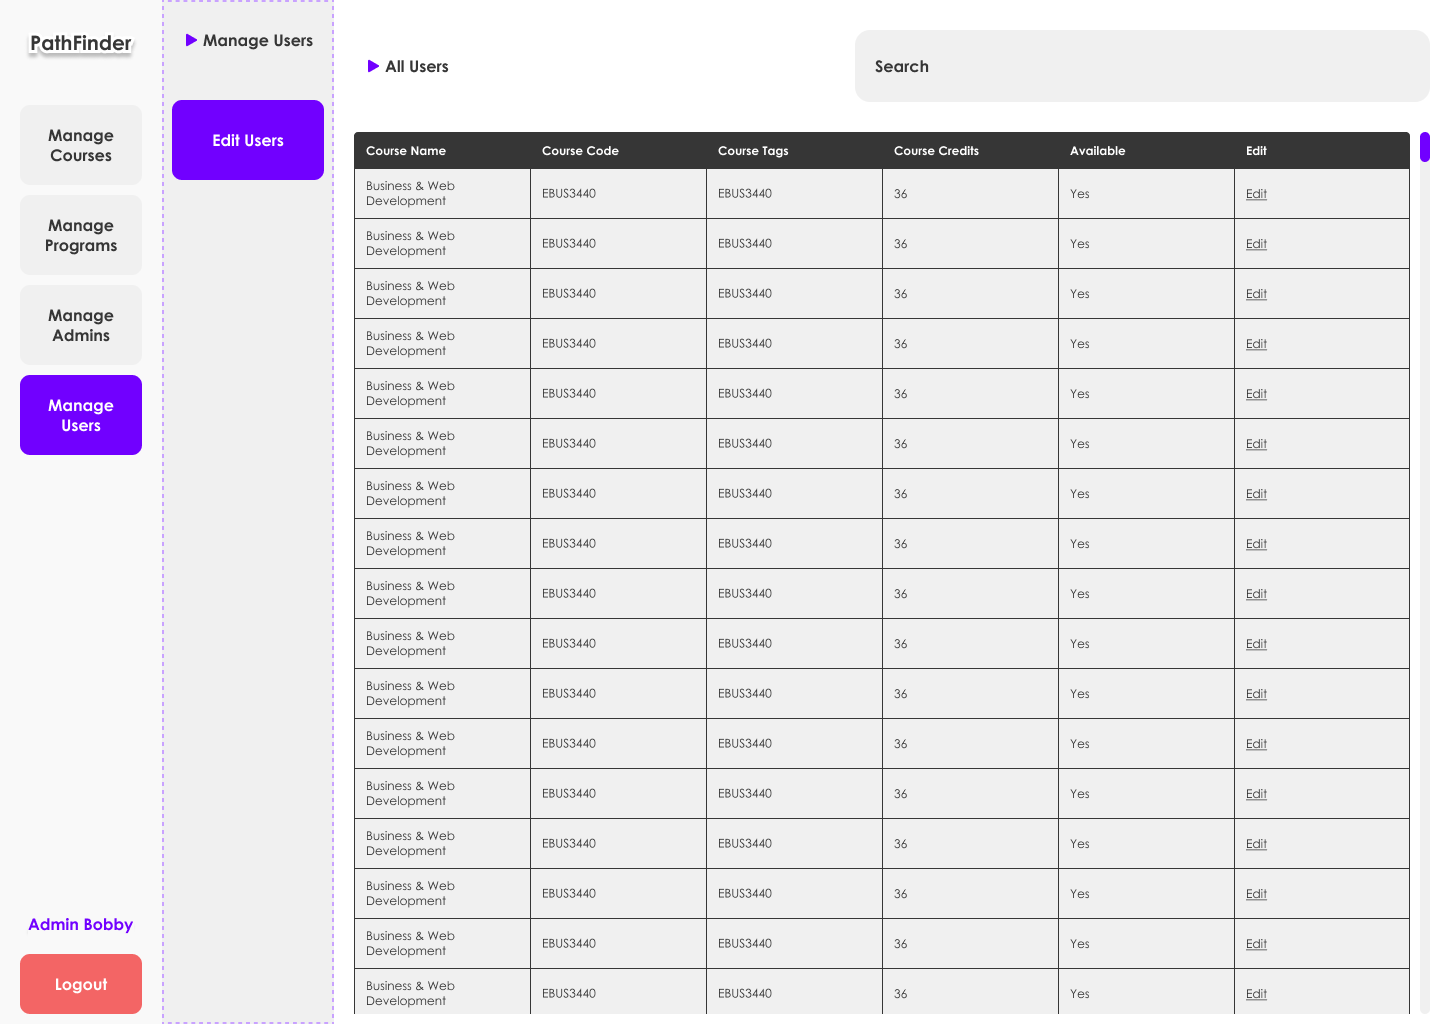 PathFinder
Manage
Courses
Manage
Programs
Manage
Admins
Manage
Users
Admin Bobby
Logout
Manage Users
Edit Users
All Users
Search
Course Name Course Code Course Tags Course Credits Available Edit
Business & Web
Development
EBUS3440 EBUS3440 36 Yes Edit
Business & Web
Development
EBUS3440 EBUS3440 36 Yes Edit
Business & Web
Development
EBUS3440 EBUS3440 36 Yes Edit
Business & Web
Development
EBUS3440 EBUS3440 36 Yes Edit
Business & Web
Development
EBUS3440 EBUS3440 36 Yes Edit
Business & Web
Development
EBUS3440 EBUS3440 36 Yes Edit
Business & Web
Development
EBUS3440 EBUS3440 36 Yes Edit
Business & Web
Development
EBUS3440 EBUS3440 36 Yes Edit
Business & Web
Development
EBUS3440 EBUS3440 36 Yes Edit
Business & Web
Development
EBUS3440 EBUS3440 36 Yes Edit
Business & Web
Development
EBUS3440 EBUS3440 36 Yes Edit
Business & Web
Development
EBUS3440 EBUS3440 36 Yes Edit
Business & Web
Development
EBUS3440 EBUS3440 36 Yes Edit
Business & Web
Development
EBUS3440 EBUS3440 36 Yes Edit
Business & Web
Development
EBUS3440 EBUS3440 36 Yes Edit
Business & Web
Development
EBUS3440 EBUS3440 36 Yes Edit
Business & Web
Development
EBUS3440 EBUS3440 36 Yes Edit